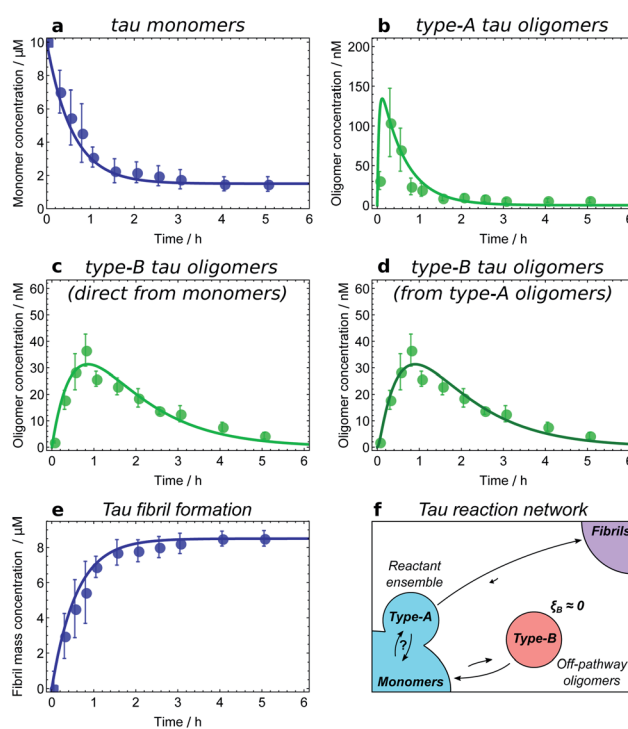 a tau monomers
Monomer concentration / µM
10
8
6
4
2
0
0 1 2 3 4 5 6
Time / h
b type-A tau oligomers
Oligomer concentration / nM
200
150
100
50
0
0 1 2 3 4 5 6
Time / h
c type-B tau oligomers
(direct from monomers)
Oligomer concentration / nM
60
50
40
30
20
10
0
0 1 2 3 4 5 6
Time / h
d type-B tau oligomers
(from type-A oligomers)
Oligomer concentration / nM
60
50
40
30
20
10
0
0 1 2 3 4 5 6
Time / h
e Tau fibril formation
Fibril mass concentration / µM
8
6
4
2
0
0 1 2 3 4 5 6
Time / h
f Tau reaction network
Fibrils
Reactant
ensemble
Type-A
ξB ≈ 0
?
Type-B
Monomers
Off-pathway
oligomers